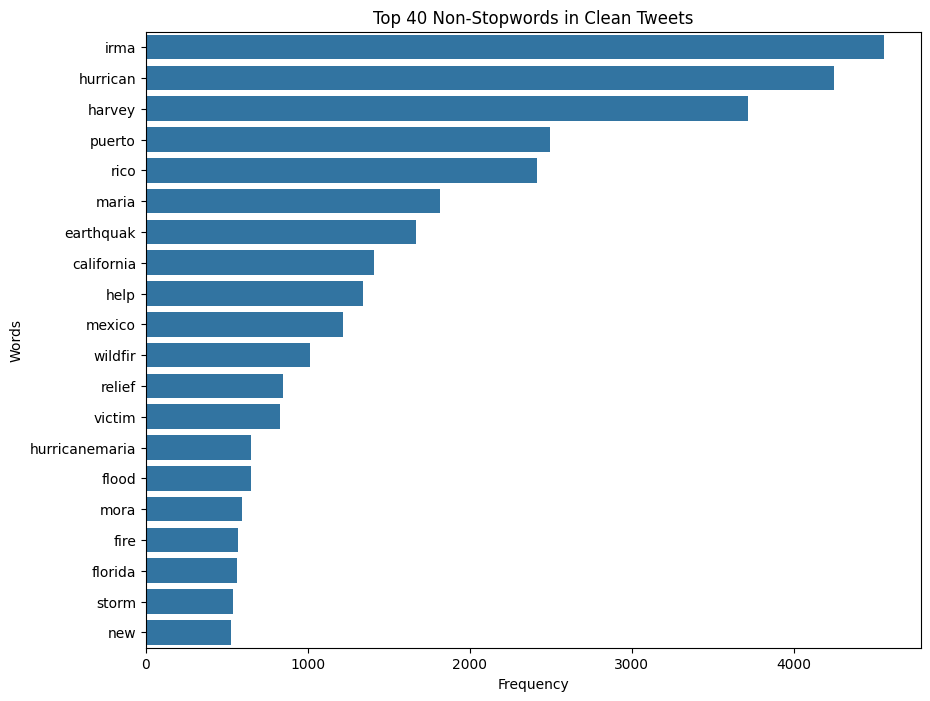 Top 40 Non-Stopwords in Clean Tweets
Words
irma
hurrican
harvey
puerto
rico
maria
earthquak
california
help
mexico
wildfir
relief
victim
hurricanemaria
flood
mora
fire
florida
storm
new
0 1000 2000 3000 4000
Frequency